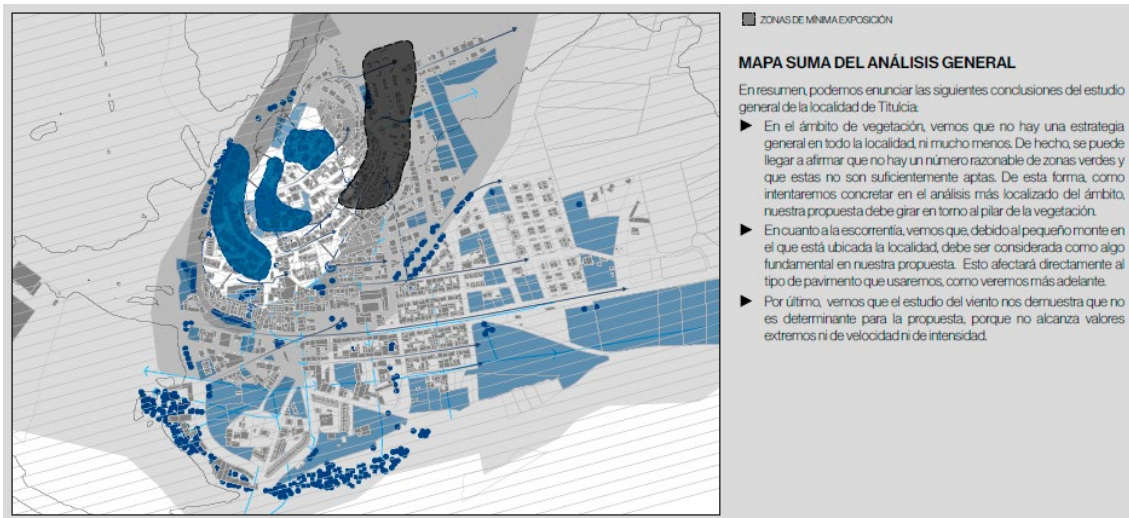 ZONAS DE MÍNIMA EXPOSICIÓN
MAPA SUMA DEL ANÁLISIS GENERAL
En resumen, podemos enunciar las siguientes conclusiones del estudio
general de la localidad de Titulcia:
► En el ámbito de vegetación, vemos que no hay una estrategia
general en todo la localidad, ni mucho menos. De hecho, se puede
llegar a afirmar que no hay un número razonable de zonas verdes y
que estas no son suficientemente aptas. De esta forma, como
intentaremos concretar en el análisis más localizado del ámbito,
nuestra propuesta debe girar en torno al pilar de la vegetación.
► En cuanto a la escorrentía, vemos que, debido al pequeño monte en
el que está ubicada la localidad, debe ser considerada como algo
fundamental en nuestra propuesta. Esto afectará directamente al
tipo de pavimento que usaremos, como veremos más adelante.
► Por último, vemos que el estudio del viento nos demuestra que no
es determinante para la propuesta, porque no alcanza valores
extremos ni de velocidad ni de intensidad.